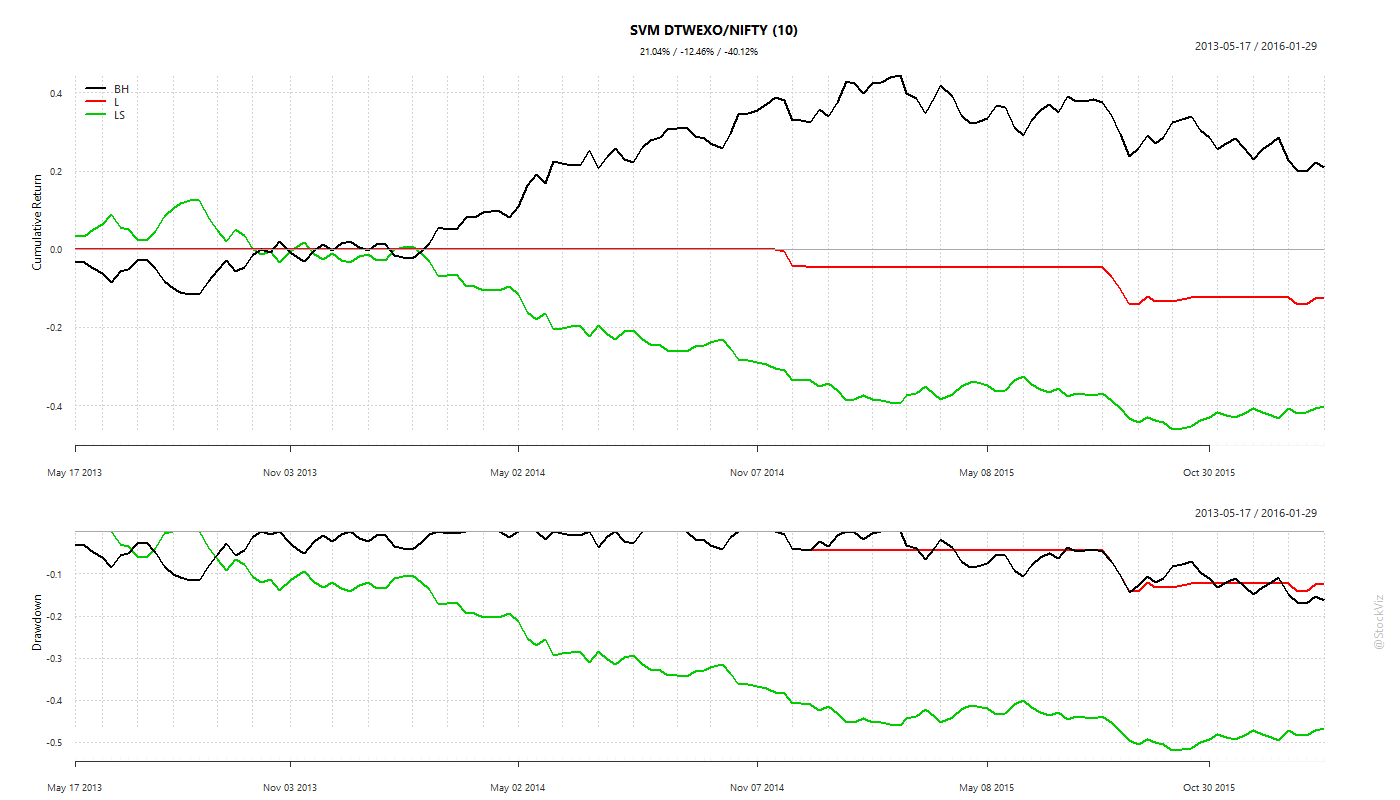 SVM DTWEXO/NIFTY (10)
21.04% / -12.46% / -40.12%
2013-05-17 / 2016-01-29
BH
L
LS
Cumulative Return
0.4
0.2
0.0
-0.2
-0.4
May 17 2013
Nov 03 2013
May 02 2014
Nov 07 2014
May 08 2015
Oct 30 2015
2013-05-17 / 2016-01-29
Drawdown
-0.1
-0.2
-0.3
-0.4
-0.5
May 17 2013
Nov 03 2013
May 02 2014
Nov 07 2014
May 08 2015
Oct 30 2015
@StockViz